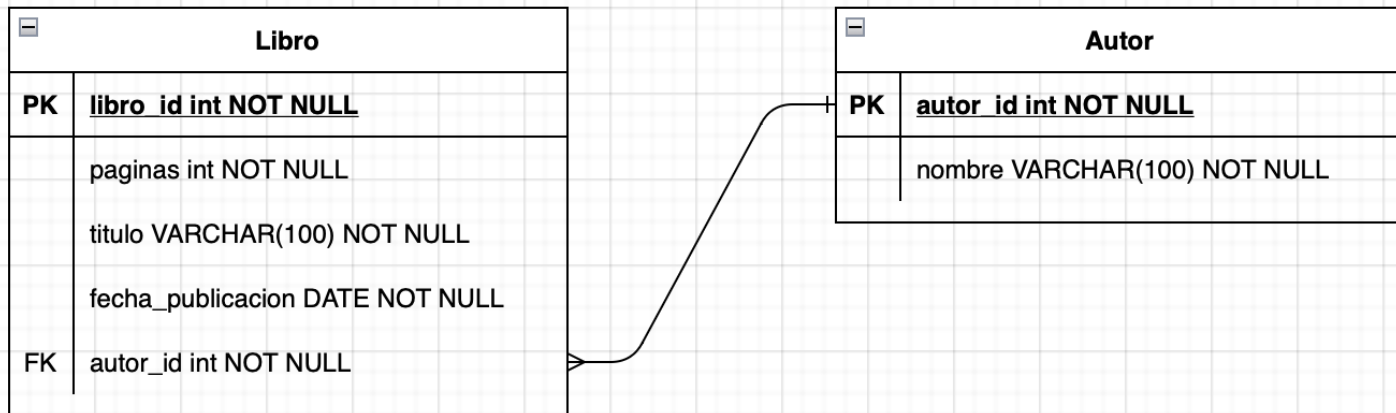 Libro
PK libro_id int NOT NULL
paginas int NOT NULL
titulo VARCHAR(100) NOT NULL
fecha_publicacion DATE NOT NULL
FK autor_id int NOT NULL
Autor
PK autor_id int NOT NULL
nombre VARCHAR(100) NOT NULL